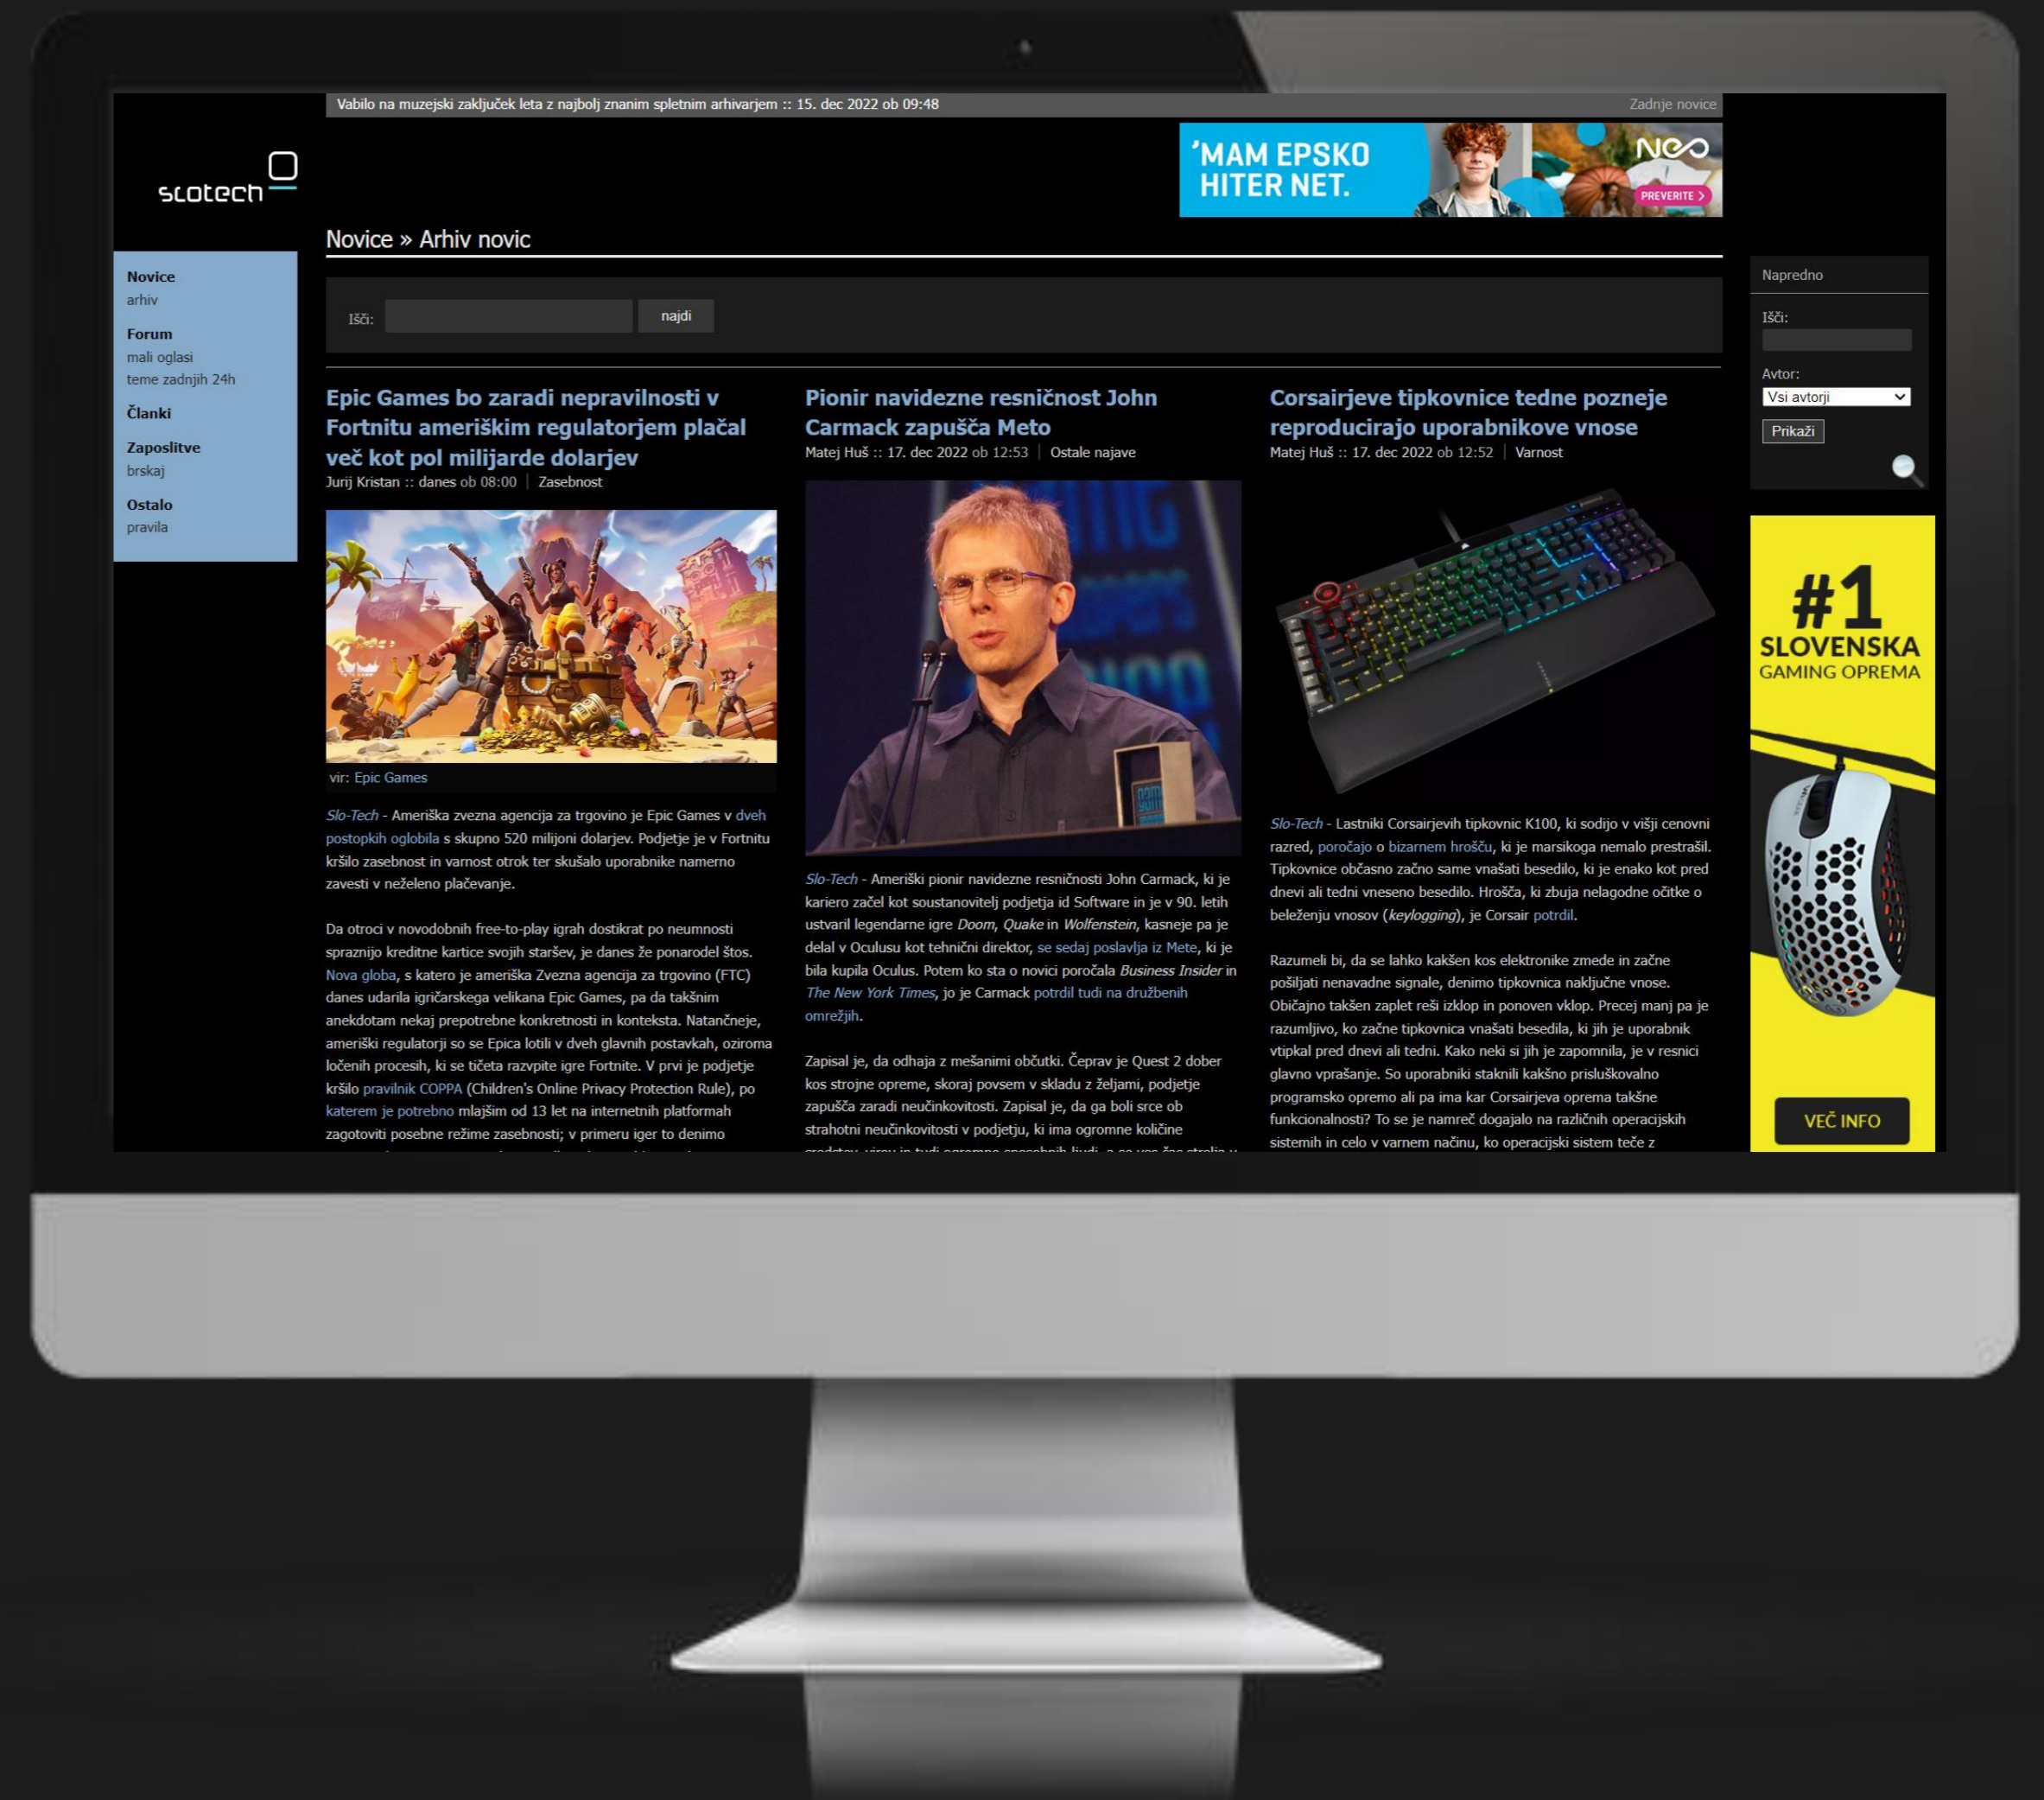 Vabilo na muzejski zaključek leta z najbolj znanim spletnim arhivarjem :: 15. dec 2022 ob 09:48
Zadnje novice
slotech
'MAM EPSKO
HITER NET.
NEO
PREVERITE >
Novice » Arhiv novic
Novice
arhiv
Forum
mali oglasi
teme zadnjih 24h
Članki
Zaposlitve
brskaj
Ostalo
pravila
Išči:
najdi
Epic Games bo zaradi nepravilnosti v
Fortnitu ameriškim regulatorjem plačal
več kot pol milijarde dolarjev
Jurij Kristan :: danes ob 08:00 | Zasebnost
vir: Epic Games
Slo-Tech - Ameriška zvezna agencija za trgovino je Epic Games v dveh
postopkih oglobila s skupno 520 milijoni dolarjev. Podjetje je v Fortnitu
kršilo zasebnost in varnost otrok ter skušalo uporabnike namerno
zavesti v neželeno plačevanje.
Da otroci v novodobnih free-to-play igrah dostikrat po neumnosti
spraznijo kreditne kartice svojih staršev, je danes že ponarodel štos.
Nova globa, s katero je ameriška Zvezna agencija za trgovino (FTC)
danes udarila igričarskega velikana Epic Games, pa da takšnim
anekdotam nekaj prepotrebne konkretnosti in konteksta. Natančneje,
ameriški regulatorji so se Epica lotili v dveh glavnih postavkah, oziroma
ločenih procesih, ki se tičeta razvpite igre Fortnite. V prvi je podjetje
kršilo pravilnik COPPA (Children's Online Privacy Protection Rule), po
katerem je potrebno mlajšim od 13 let na internetnih platformah
zagotoviti posebne režime zasebnosti; v primeru iger to denimo
Pionir navidezne resničnost John
Carmack zapušča Meto
Matej Huš :: 17. dec 2022 ob 12:53 | Ostale najave
Slo-Tech - Ameriški pionir navidezne resničnosti John Carmack, ki je
kariero začel kot soustanovitelj podjetja id Software in je v 90. letih
ustvaril legendarne igre Doom, Quake in Wolfenstein, kasneje pa je
delal v Oculusu kot tehnični direktor, se sedaj poslavlja iz Mete, ki je
bila kupila Oculus. Potem ko sta o novici poročala Business Insider in
The New York Times, jo je Carmack potrdil tudi na družbenih
omrežjih.
Zapisal je, da odhaja z mešanimi občutki. Čeprav je Quest 2 dober
kos strojne opreme, skoraj povsem v skladu z željami, podjetje
zapušča zaradi neučinkovitosti. Zapisal je, da ga boli srce ob
strahotni neučinkovitosti v podjetju, ki ima ogromne količine
Corsairjeve tipkovnice tedne pozneje
reproducirajo uporabnikove vnose
Matej Huš :: 17. dec 2022 ob 12:52 | Varnost
Slo-Tech - Lastniki Corsairjevih tipkovnic K100, ki sodijo v višji cenovni
razred, poročajo o bizarnem hrošču, ki je marsikoga nemalo prestrašil.
Tipkovnice občasno začno same vnašati besedilo, ki je enako kot pred
dnevi ali tedni vneseno besedilo. Hrošča, ki zbuja nelagodne očitke o
beleženju vnosov (keylogging), je Corsair potrdil.
Razumeli bi, da se lahko kakšen kos elektronike zmede in začne
pošiljati nenavadne signale, denimo tipkovnica naključne vnose.
Običajno takšen zaplet reši izklop in ponoven vklop. Precej manj pa je
razumljivo, ko začne tipkovnica vnašati besedila, ki jih je uporabnik
vtipkal pred dnevi ali tedni. Kako neki si jih je zapomnila, je v resnici
glavno vprašanje. So uporabniki staknili kakšno prisluškovalno
programsko opremo ali pa ima kar Corsairjeva oprema takšne
funkcionalnosti? To se je namreč dogajalo na različnih operacijskih
sistemih in celo v varnem načinu, ko operacijski sistem teče z
Napredno
Išči:
Avtor:
Vsi avtorji
Prikaži
#1
SLOVENSKA
GAMING OPREMA
VEČ INFO